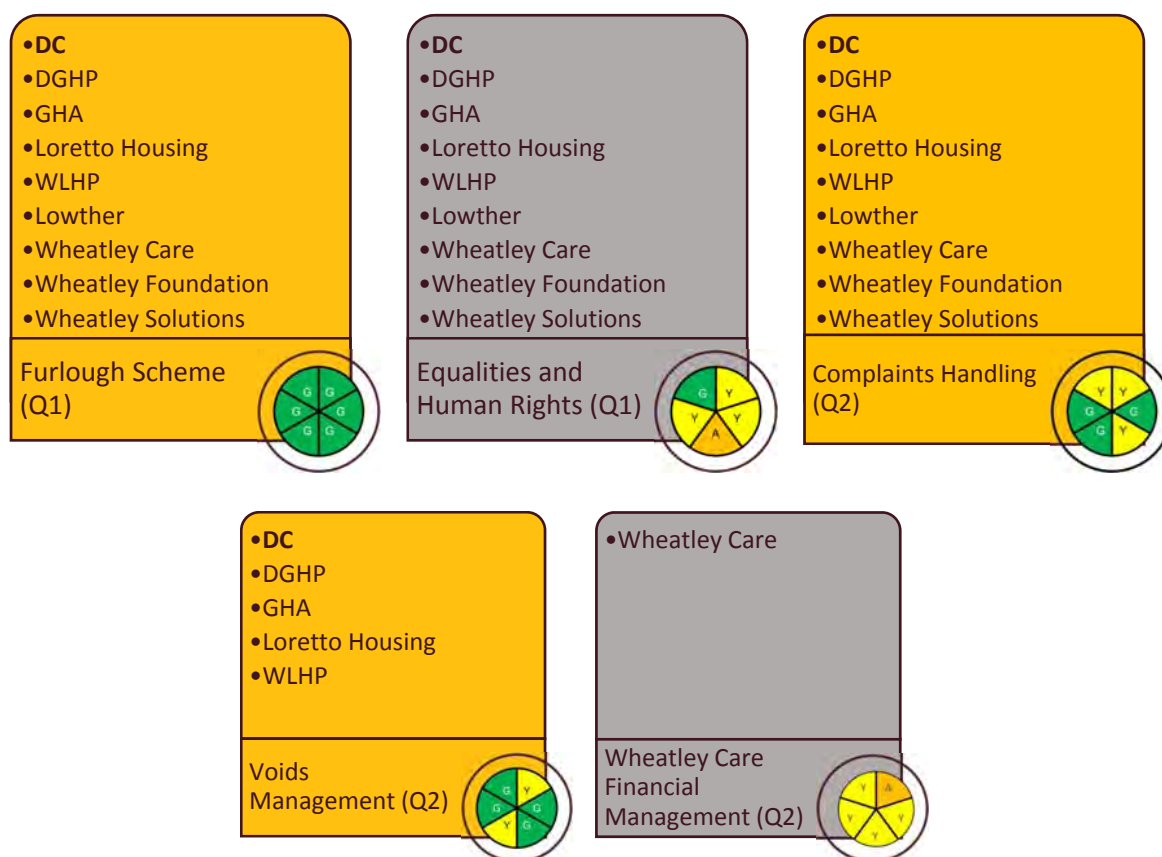 •DC
•DGHP
•GHA
•Loretto Housing
•WLHP
•Lowther
•Wheatley Care
•Wheatley Foundation
•Wheatley Solutions
Furlough Scheme
(Q1)
G G
G G
G G
•DC
•DGHP
•GHA
•Loretto Housing
•WLHP
•Lowther
•Wheatley Care
•Wheatley Foundation
•Wheatley Solutions
Equalities and
Human Rights (Q1)
G Y
Y Y
A
•DC
•DGHP
•GHA
•Loretto Housing
•WLHP
•Lowther
•Wheatley Care
•Wheatley Foundation
•Wheatley Solutions
Complaints Handling
(Q2)
Y Y
G G
G Y
•DC
•DGHP
•GHA
•Loretto Housing
•WLHP
Voids
Management (Q2)
G Y
G G
Y G
•Wheatley Care
Wheatley Care
Financial
Management (Q2)
Y A
Y Y
Y